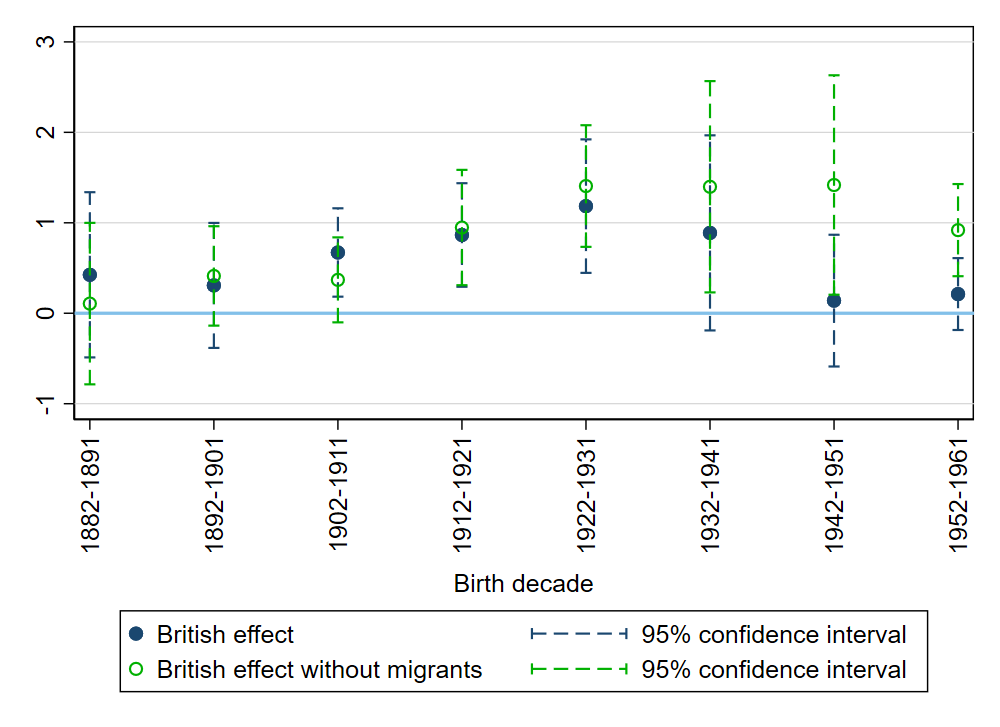 3
2
1
0
-1
1882-1891
1892-1901
1902-1911
1912-1921
1922-1931
1932-1941
1942-1951
1952-1961
Birth decade
British effect
95% confidence interval
British effect without migrants
95% confidence interval